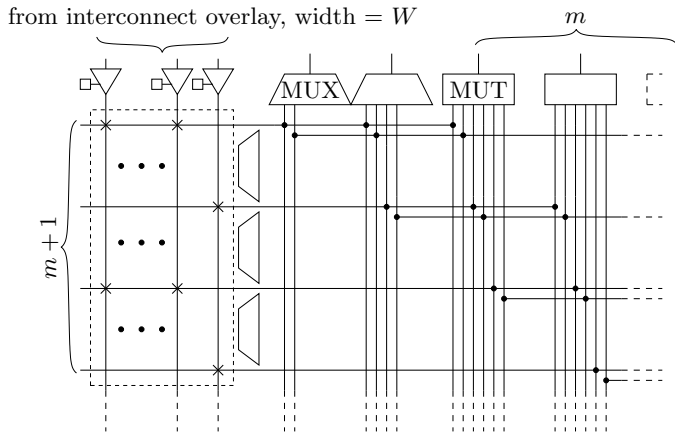 from interconnect overlay, width = W
m
MUX
MUT
m + 1